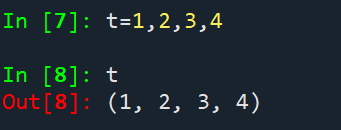 In [7]: t=1,2,3,4
In [8]: t
Out[8]: (1, 2, 3, 4)